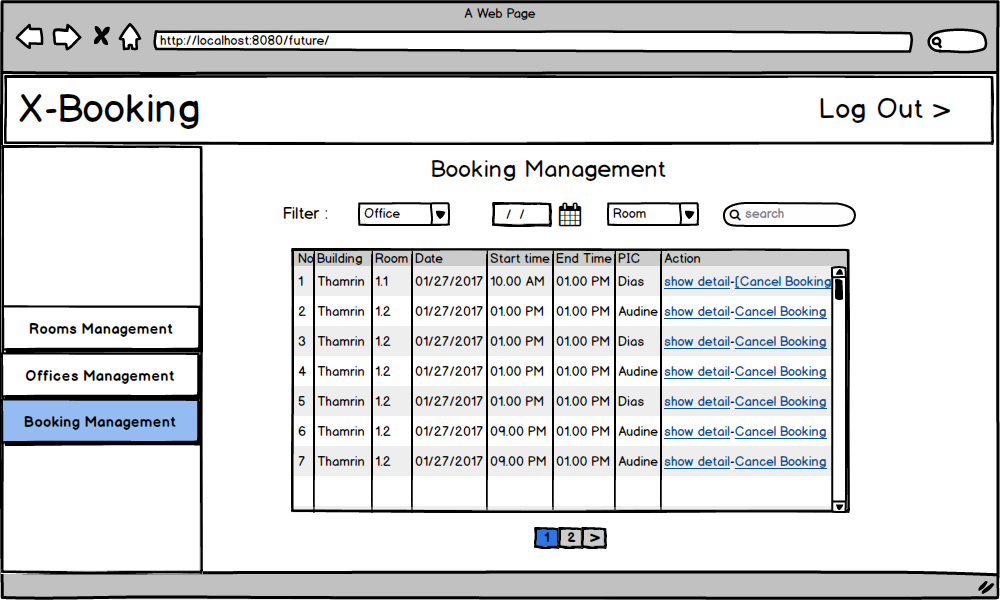 A Web Page
http://localhost:8080/future/
X-Booking
Log Out >
Booking Management
Filter : Office / / Room search
No Building Room Date Start time End Time PIC Action
1 Thamrin 1.1 01/27/2017 10.00 AM 01.00 PM Dias show detail-[Cancel Booking
2 Thamrin 1.2 01/27/2017 01.00 PM 01.00 PM Audine show detail-Cancel Booking
3 Thamrin 1.2 01/27/2017 01.00 PM 01.00 PM Dias show detail-Cancel Booking
4 Thamrin 1.2 01/27/2017 01.00 PM 01.00 PM Audine show detail-Cancel Booking
5 Thamrin 1.2 01/27/2017 01.00 PM 01.00 PM Dias show detail-Cancel Booking
6 Thamrin 1.2 01/27/2017 09.00 PM 01.00 PM Audine show detail-Cancel Booking
7 Thamrin 1.2 01/27/2017 09.00 PM 01.00 PM Audine show detail-Cancel Booking
1 2 >
Rooms Management
Offices Management
Booking Management